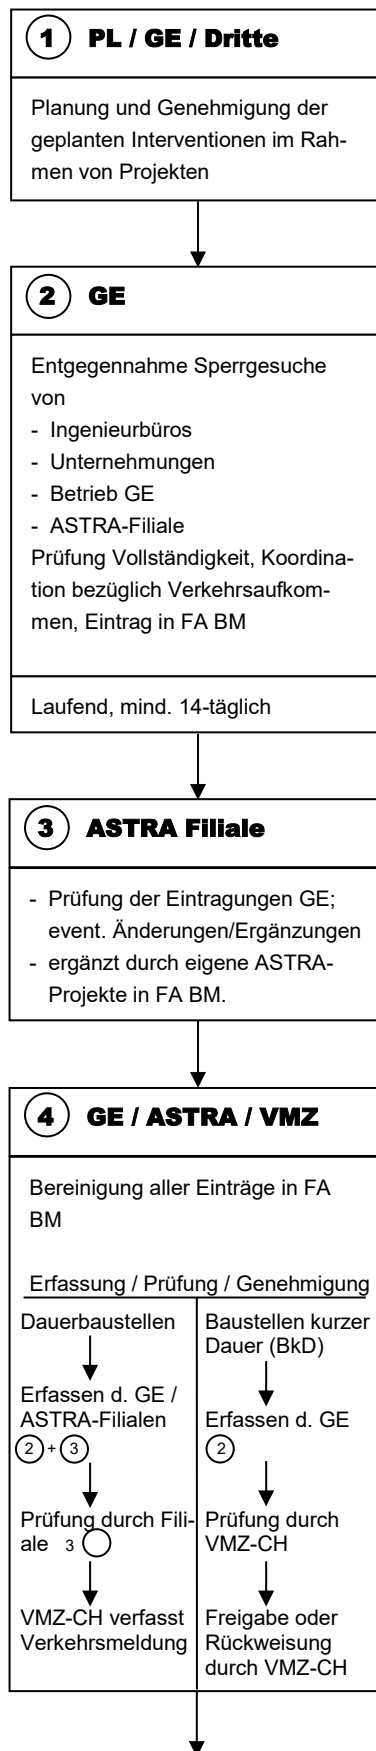 1 PL / GE / Dritte
Planung und Genehmigung der
geplanten Interventionen im Rah-
men von Projekten
2 GE
Entgegennahme Sperrgesuche
von
- Ingenieurbüros
- Unternehmungen
- Betrieb GE
- ASTRA-Filiale
Prüfung Vollständigkeit, Koordina-
tion bezüglich Verkehrsaufkom-
men, Eintrag in FA BM
Laufend, mind. 14-täglich
3 ASTRA Filiale
- Prüfung der Eintragungen GE;
event. Änderungen/Ergänzungen
- ergänzt durch eigene ASTRA-
Projekte in FA BM.
4 GE / ASTRA / VMZ
Bereinigung aller Einträge in FA
BM
Erfassung / Prüfung / Genehmigung
Dauerbaustellen
Erfassen d. GE /
ASTRA-Filialen
2 + 3
Prüfung durch Fili-
ale 3
VMZ-CH verfasst
Verkehrsmeldung
Baustellen kurzer
Dauer (BkD)
Erfassen d. GE
2
Prüfung durch
VMZ-CH
Freigabe oder
Rückweisung
durch VMZ-CH